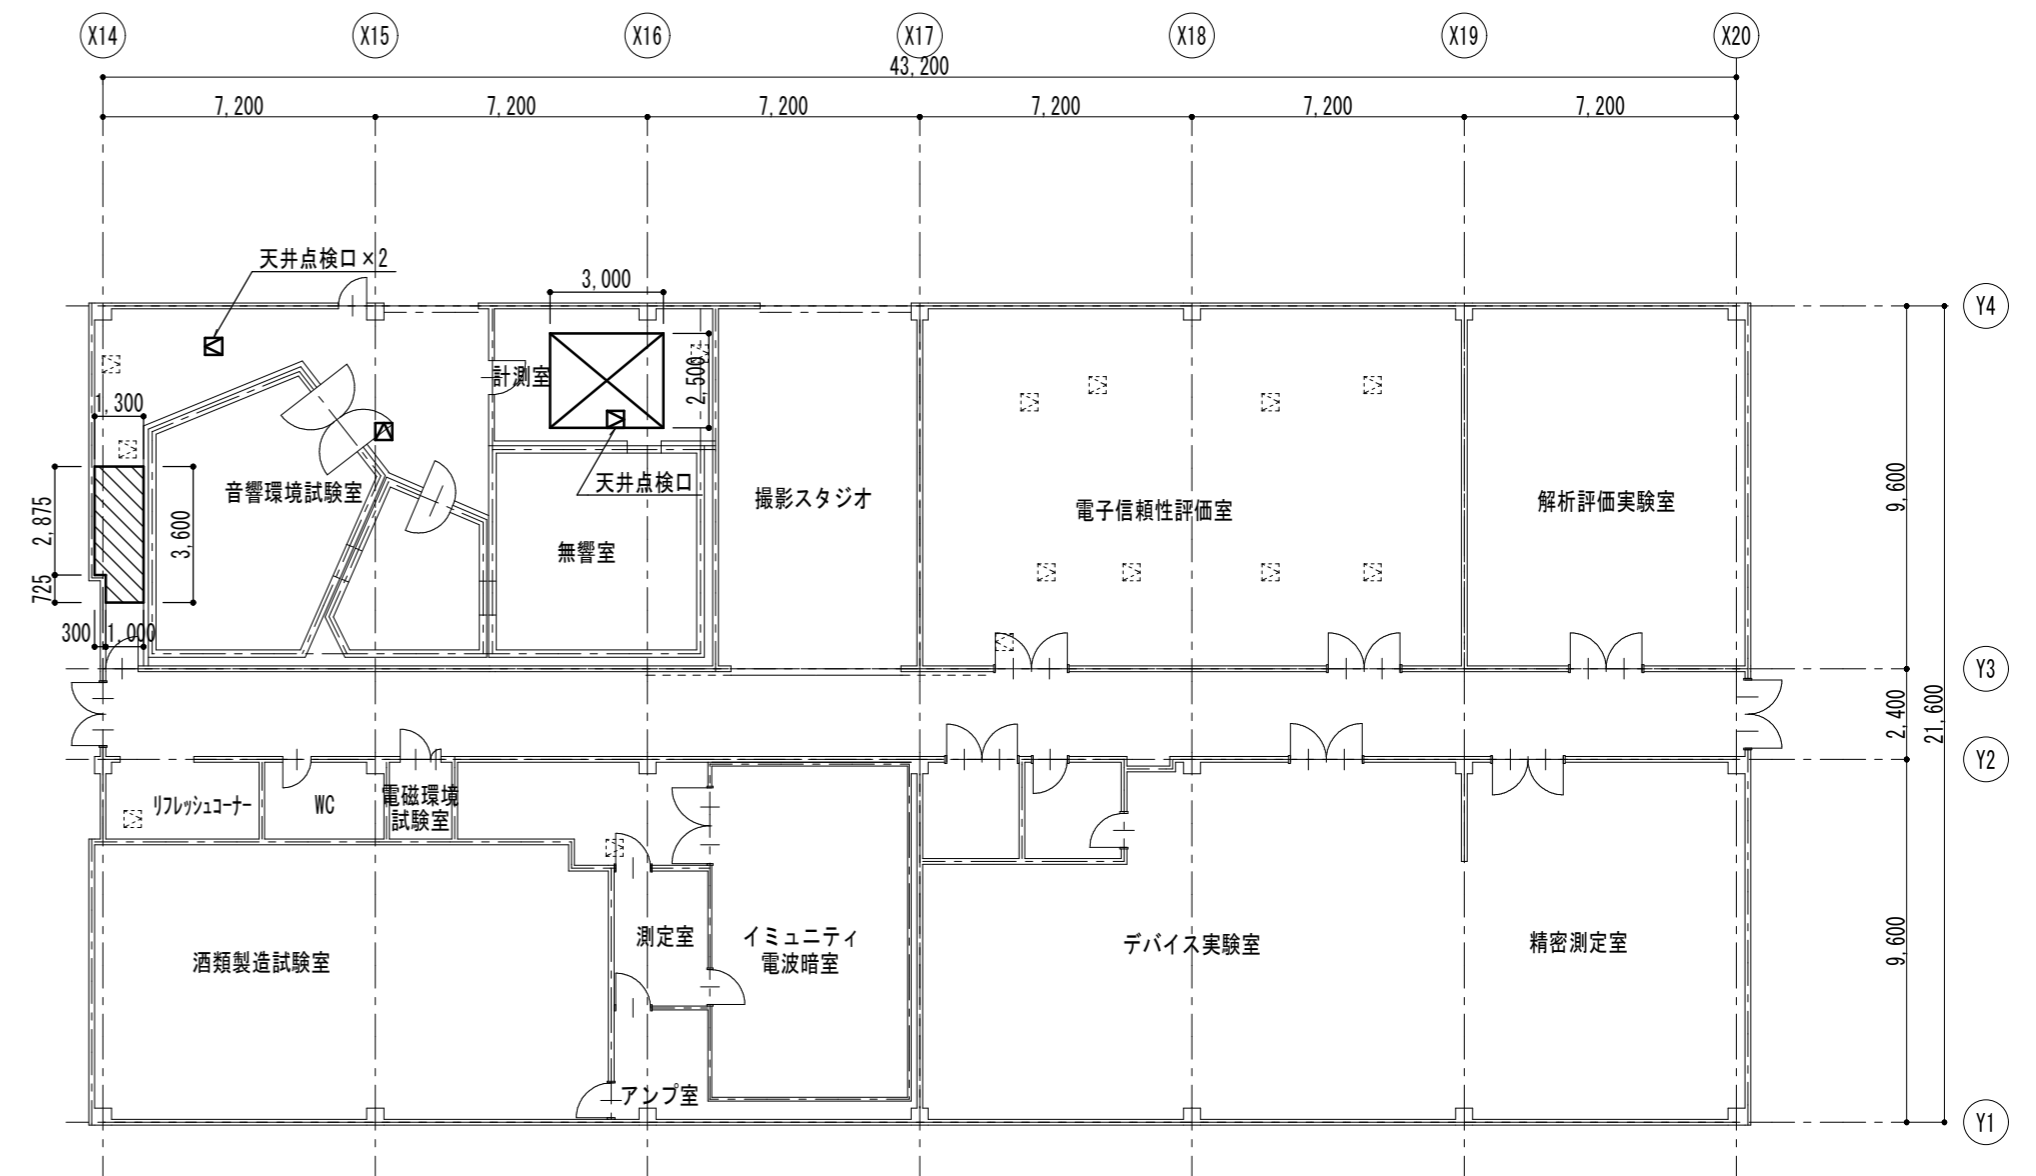 X14
X15
X16
X17
X18
X19
X20
43,200
7,200
7,200
7,200
7,200
7,200
7,200
天井点検口×2
3,000
Y4
計測室
2,500
1,300
天井点検口
音響環境試験室
撮影スタジオ
電子信頼性評価室
解析評価実験室
9,600
2,875
3,600
無響室
725
300
1,000
Y3
2,400
21,600
Y2
リフレッシュコーナー
WC
電磁環境
試験室
測定室
イミュニティ
電波暗室
デバイス実験室
精密測定室
9,600
酒類製造試験室
アンプ室
Y1